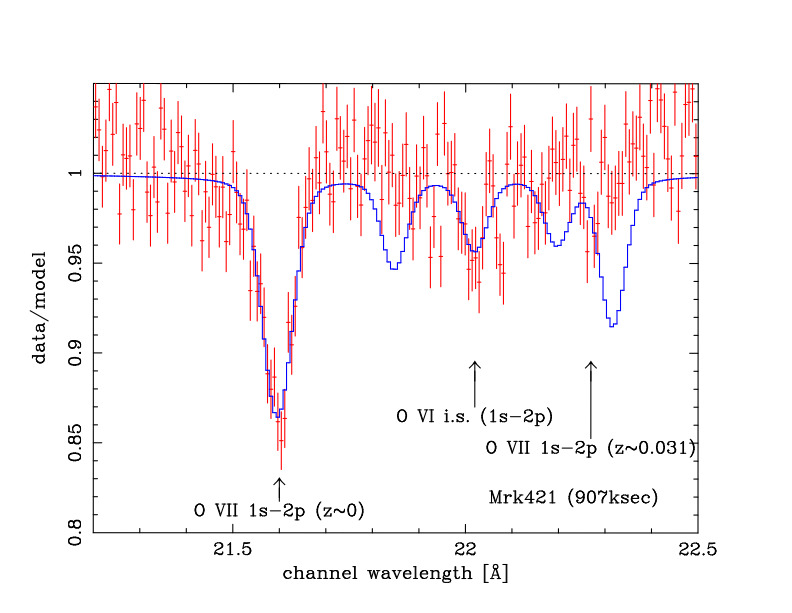 data/model
1
0.95
0.9
0.85
0.8
O VI i.s. (1s−2p)
O VII 1s−2p (z~0.031)
Mrk421 (907ksec)
O VII 1s−2p (z~0)
21.5
22
22.5
channel wavelength [Å]